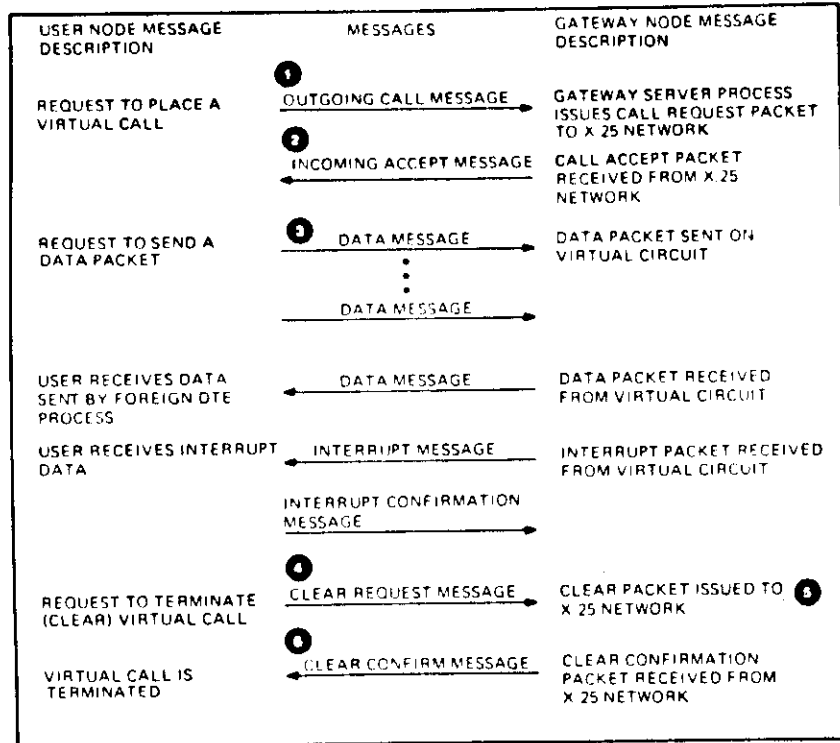 USER NODE MESSAGE DESCRIPTION
MESSAGES
GATEWAY NODE MESSAGE DESCRIPTION
1
REQUEST TO PLACE A VIRTUAL CALL
OUTGOING CALL MESSAGE
GATEWAY SERVER PROCESS ISSUES CALL REQUEST PACKET TO X 25 NETWORK
2
INCOMING ACCEPT MESSAGE
CALL ACCEPT PACKET RECEIVED FROM X.25 NETWORK
REQUEST TO SEND A DATA PACKET
3
DATA MESSAGE
DATA PACKET SENT ON VIRTUAL CIRCUIT
DATA MESSAGE
USER RECEIVES DATA SENT BY FOREIGN DTE PROCESS
DATA MESSAGE
DATA PACKET RECEIVED FROM VIRTUAL CIRCUIT
USER RECEIVES INTERRUPT DATA
INTERRUPT MESSAGE
INTERRUPT PACKET RECEIVED FROM VIRTUAL CIRCUIT
INTERRUPT CONFIRMATION MESSAGE
4
REQUEST TO TERMINATE (CLEAR) VIRTUAL CALL
CLEAR REQUEST MESSAGE
CLEAR PACKET ISSUED TO X 25 NETWORK
5
6
VIRTUAL CALL IS TERMINATED
CLEAR CONFIRM MESSAGE
CLEAR CONFIRMATION PACKET RECEIVED FROM X 25 NETWORK